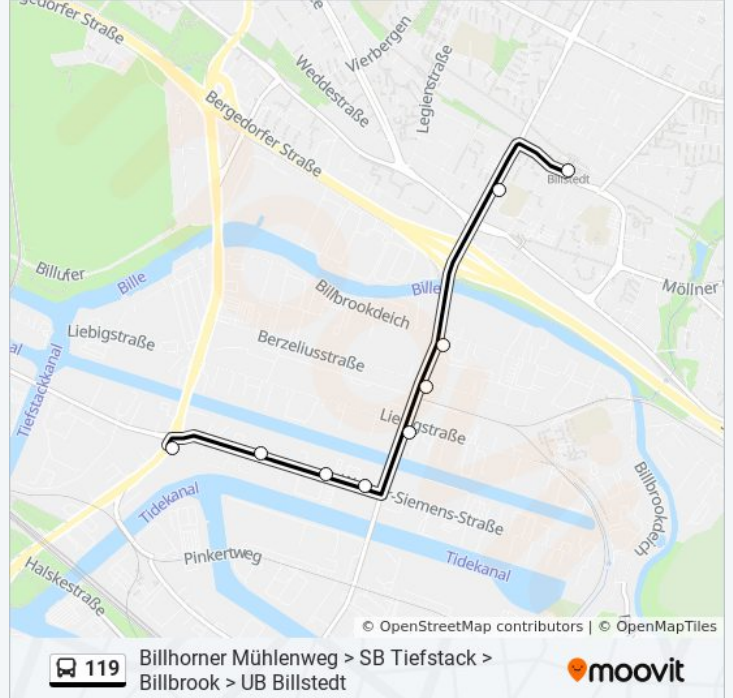 gedorfer Straße
Vierbergen
Weddestraße
Legienstraße
Bergedorfer Straße
Billstedt
Billufer
Bille
Bille
Möllner
Billbrookdeich
Liebigstraße
Berzeliusstraße
Tiefstackkanal
Liebigstraße
Billbrookdeich
r-Siemens-Straße
Tidekanal
Tidekanal
Pinkertweg
Halskestraße
© OpenStreetMap contributors | © OpenMapTiles
119
Billhorner Mühlenweg > SB Tiefstack >
Billbrook > UB Billstedt
moovit